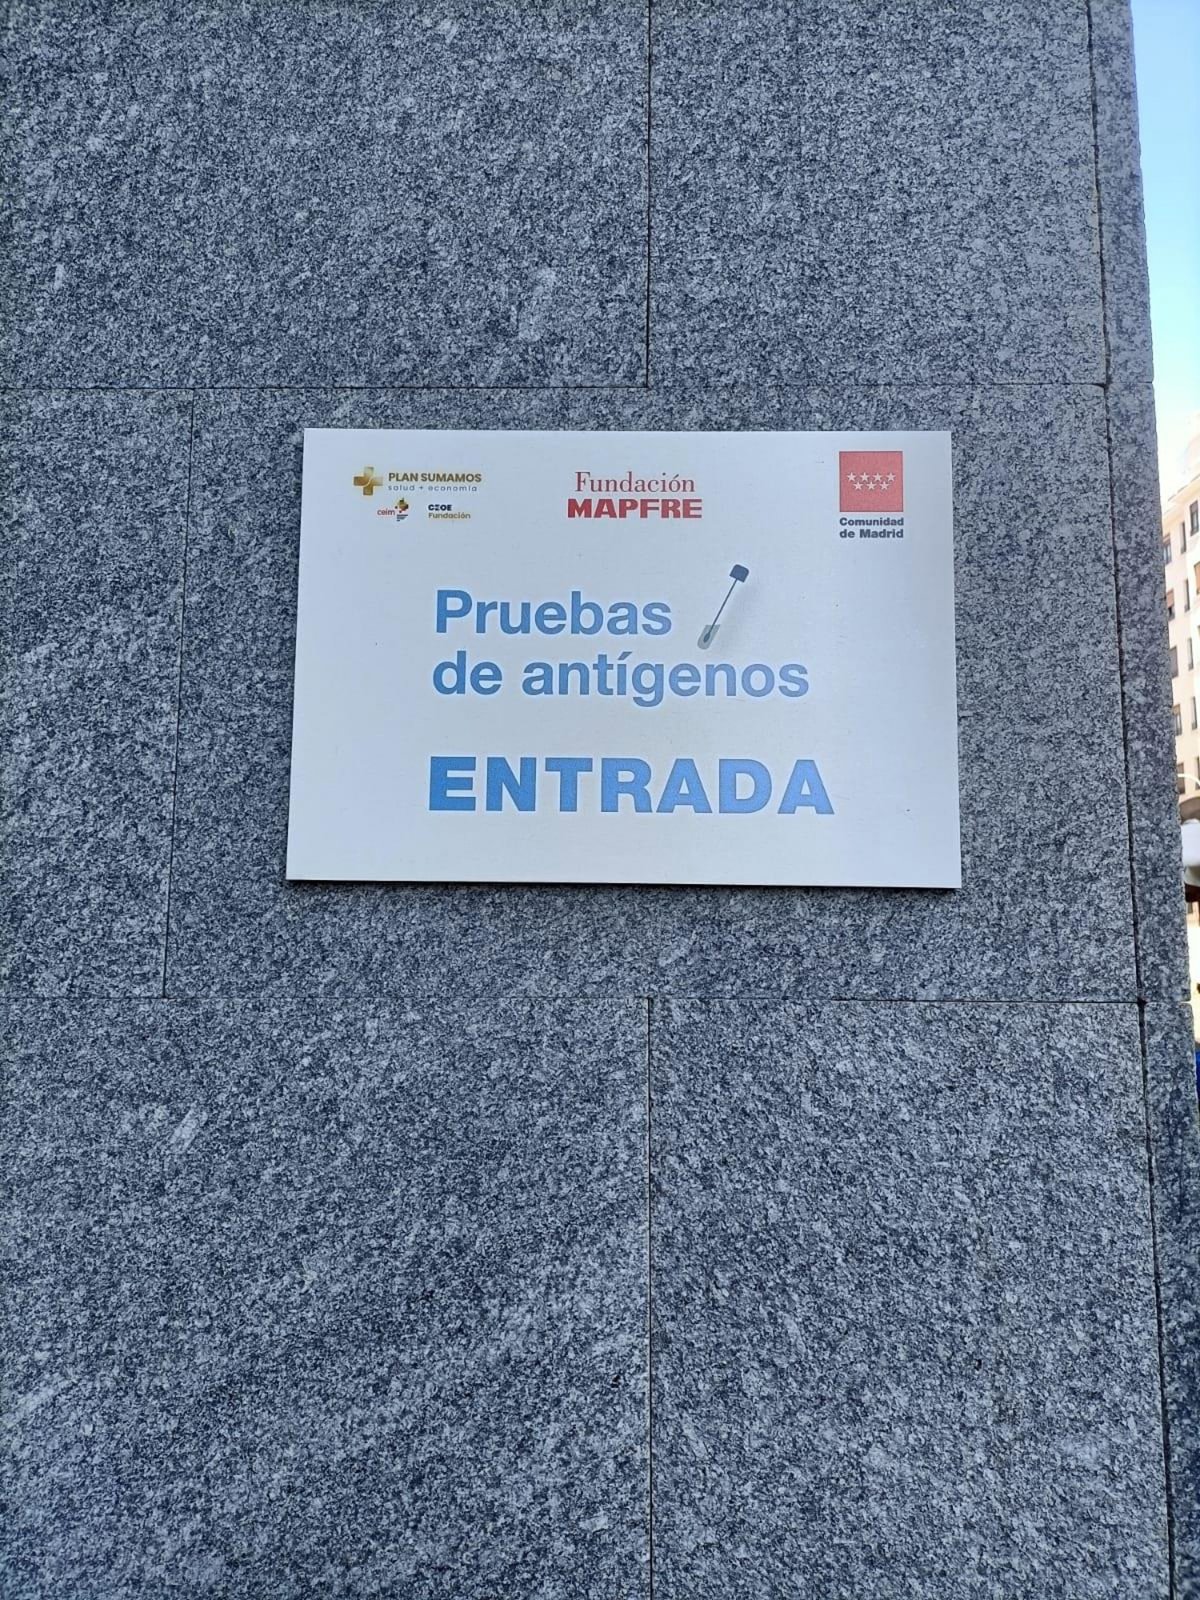 PLAN SUMAMOS
salud + economía
ceim
CEOE
Fundación
Fundación
MAPFRE
Comunidad
de Madrid
Pruebas
de antígenos
ENTRADA